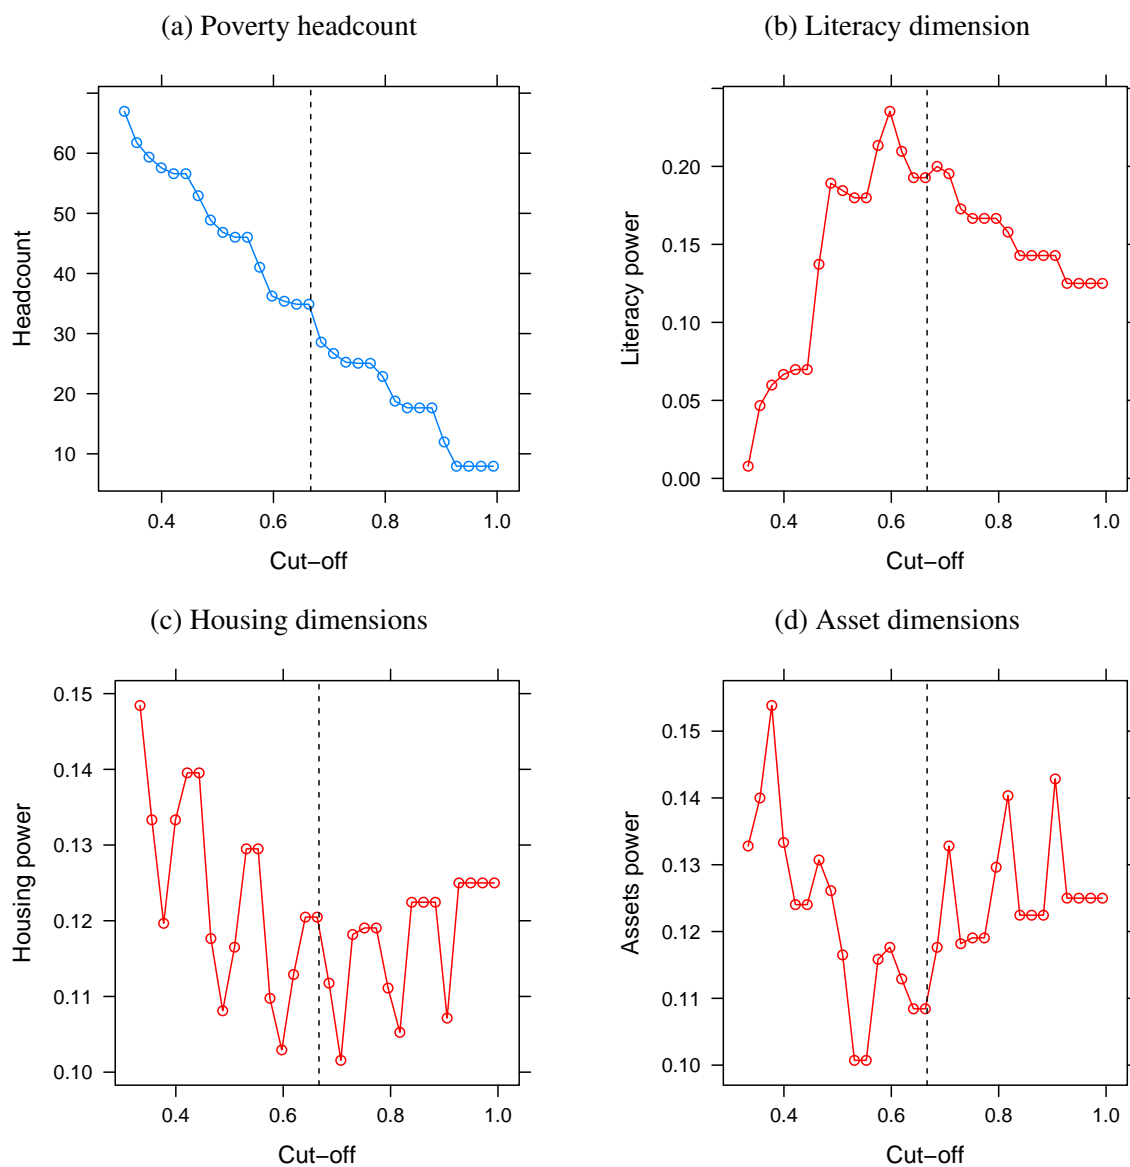 (a) Poverty headcount
(b) Literacy dimension
60
50
40
30
20
10
Headcount
0.4 0.6 0.8 1.0
Cut−off
0.20
0.15
0.10
0.05
0.00
Literacy power
0.4 0.6 0.8 1.0
Cut−off
(c) Housing dimensions
(d) Asset dimensions
0.15
0.14
0.13
0.12
0.11
0.10
Housing power
0.4 0.6 0.8 1.0
Cut−off
0.15
0.14
0.13
0.12
0.11
0.10
Assets power
0.4 0.6 0.8 1.0
Cut−off